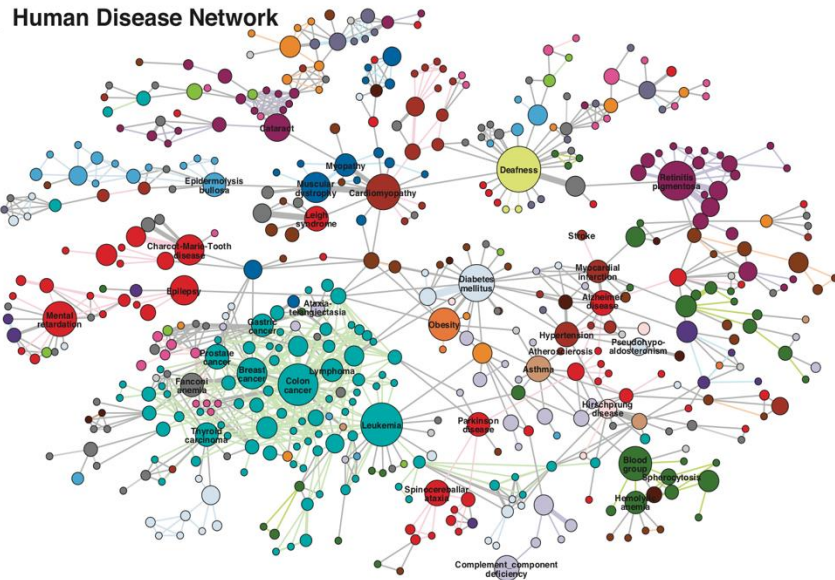 Human Disease Network
Cataract
Myopathy
Deafness
Epidermolysis
bullosa
Muscular
dystrophy
Cardiomyopathy
Retinitis
pigmentosa
Leigh
syndrome
Charcot-Marie-Tooth
disease
Stroke
Epilepsy
Diabetes
mellitus
Myocardial
infarction
Mental
retardation
Ataxia-
telengiectasia
Alzheimer
disease
Gastric
cancer
Obesity
Hypertension
Pseudohypo-
aldosteronism
Prostate
cancer
Atherosclerosis
Breast
cancer
Lymphoma
Asthma
Fanconi
anemia
Colon
cancer
Hirschprung
disease
Thyroid
carcinoma
Leukemia
Parkinson
disease
Blood
group
Spherocytosis
Spinecereballar
ataxia
Hemolytic
anemia
Complement_component
deficiency